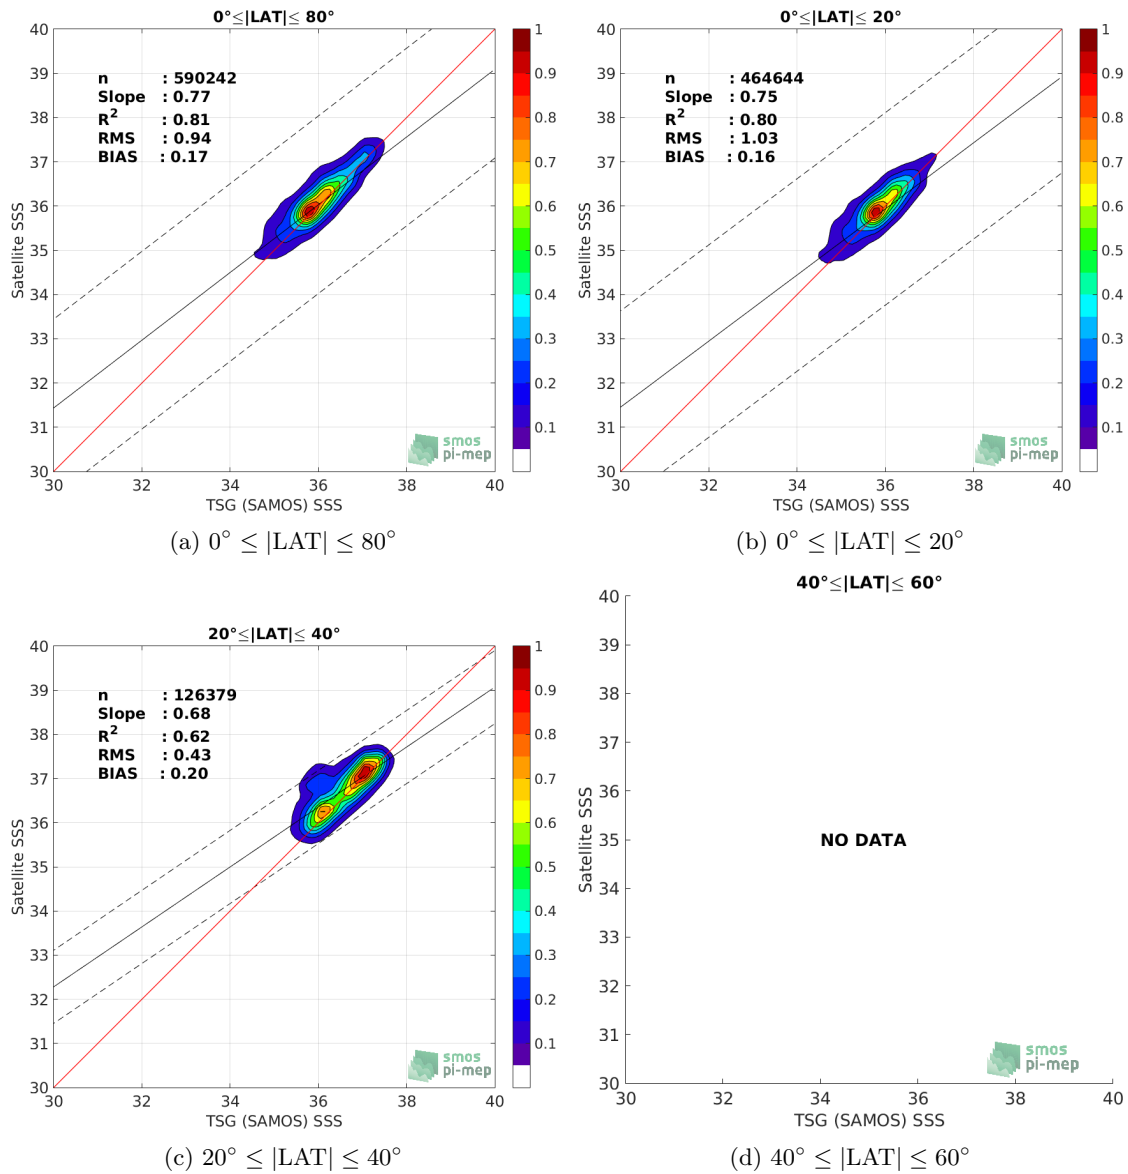 0°≤|LAT|≤ 80°
40
39
38
37
36
35
34
33
32
31
30
Satellite SSS
n : 590242
Slope : 0.77
R2 : 0.81
RMS : 0.94
BIAS : 0.17
smos
pi-mep
30 32 34 36 38 40
TSG (SAMOS) SSS
1
0.9
0.8
0.7
0.6
0.5
0.4
0.3
0.2
0.1
(a) 0° ≤ |LAT| ≤ 80°
0°≤|LAT|≤ 20°
40
39
38
37
36
35
34
33
32
31
30
Satellite SSS
n : 464644
Slope : 0.75
R2 : 0.80
RMS : 1.03
BIAS : 0.16
smos
pi-mep
30 32 34 36 38 40
TSG (SAMOS) SSS
1
0.9
0.8
0.7
0.6
0.5
0.4
0.3
0.2
0.1
(b) 0° ≤ |LAT| ≤ 20°
20°≤|LAT|≤ 40°
40
39
38
37
36
35
34
33
32
31
30
Satellite SSS
n : 126379
Slope : 0.68
R2 : 0.62
RMS : 0.43
BIAS : 0.20
smos
pi-mep
30 32 34 36 38 40
TSG (SAMOS) SSS
1
0.9
0.8
0.7
0.6
0.5
0.4
0.3
0.2
0.1
(c) 20° ≤ |LAT| ≤ 40°
40°≤|LAT|≤ 60°
40
39
38
37
36
35
34
33
32
31
30
Satellite SSS
NO DATA
smos
pi-mep
30 32 34 36 38 40
TSG (SAMOS) SSS
(d) 40° ≤ |LAT| ≤ 60°